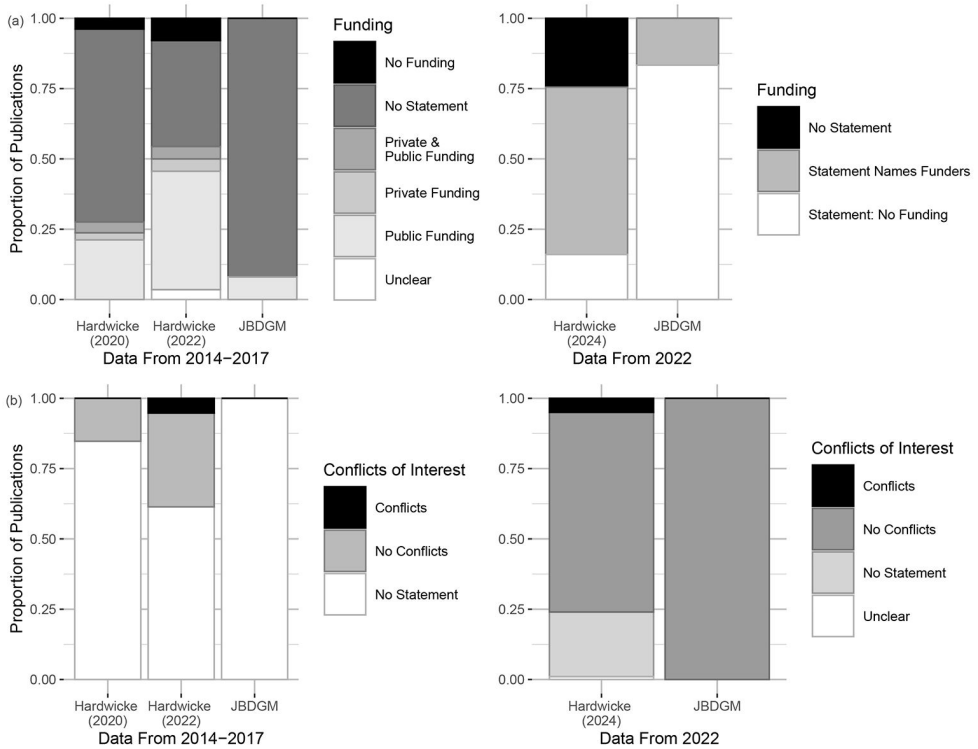 (a)
Proportion of Publications
1.00
0.75
0.50
0.25
0.00
Hardwicke
(2020)
Hardwicke
(2022)
JBDGM
Data From 2014−2017
Funding
No Funding
No Statement
Private &
Public Funding
Private Funding
Public Funding
Unclear
1.00
0.75
0.50
0.25
0.00
Hardwicke
(2024)
JBDGM
Data From 2022
Funding
No Statement
Statement Names Funders
Statement: No Funding
(b)
Proportion of Publications
1.00
0.75
0.50
0.25
0.00
Hardwicke
(2020)
Hardwicke
(2022)
JBDGM
Data From 2014−2017
Conflicts of Interest
Conflicts
No Conflicts
No Statement
1.00
0.75
0.50
0.25
0.00
Hardwicke
(2024)
JBDGM
Data From 2022
Conflicts of Interest
Conflicts
No Conflicts
No Statement
Unclear